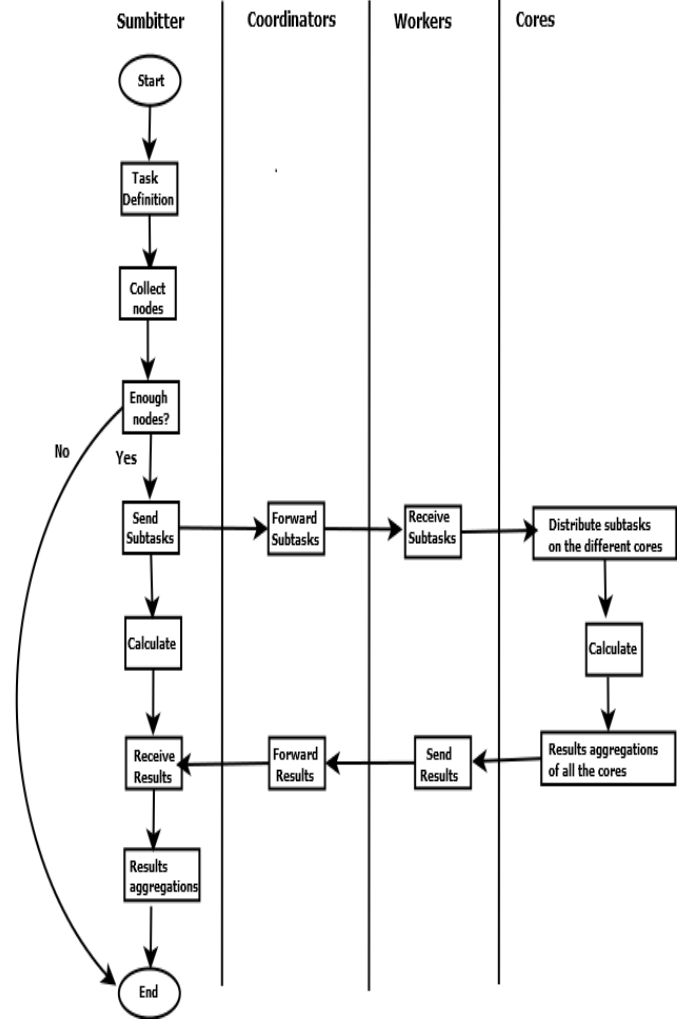 Sumbitter Coordinators Workers Cores
Start
Task
Definition
Collect
nodes
Enough
nodes?
No
Yes
Send
Subtasks
Forward
Subtasks
Receive
Subtasks
Distribute subtasks
on the different cores
Calculate
Calculate
Receive
Results
Forward
Results
Send
Results
Results aggregations
of all the cores
Results
aggregations
End